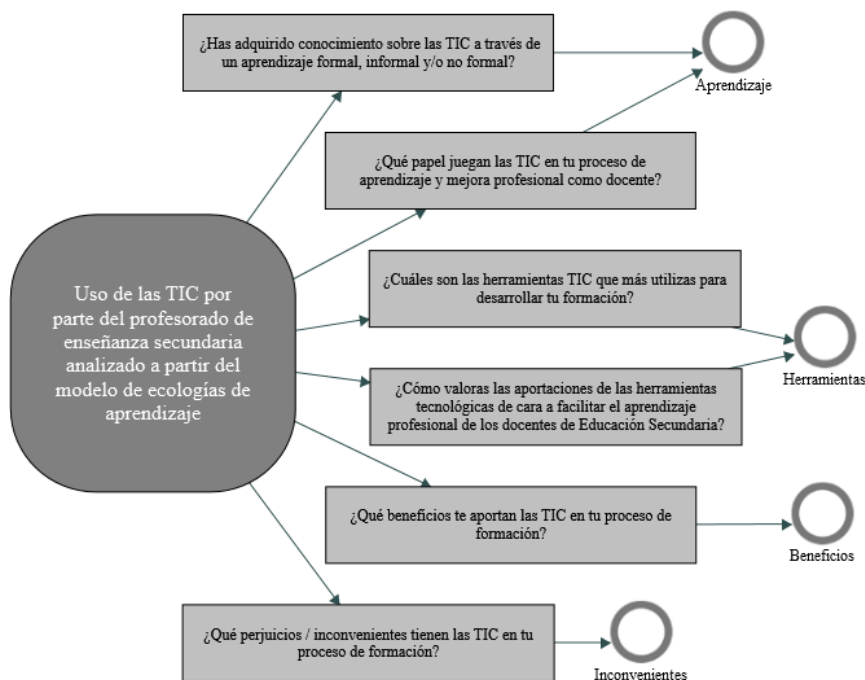 ¿Has adquirido conocimiento sobre las TIC a través de
un aprendizaje formal, informal y/o no formal?
Aprendizaje
¿Qué papel juegan las TIC en tu proceso de
aprendizaje y mejora profesional como docente?
Uso de las TIC por
parte del profesorado de
enseñanza secundaria
analizado a partir del
modelo de ecologías de
aprendizaje
¿Cuáles son las herramientas TIC que más utilizas para
desarrollar tu formación?
Herramientas
¿Cómo valoras las aportaciones de las herramientas
tecnológicas de cara a facilitar el aprendizaje
profesional de los docentes de Educación Secundaria?
¿Qué beneficios te aportan las TIC en tu proceso de
formación?
Beneficios
¿Qué perjuicios / inconvenientes tienen las TIC en tu
proceso de formación?
Inconvenientes